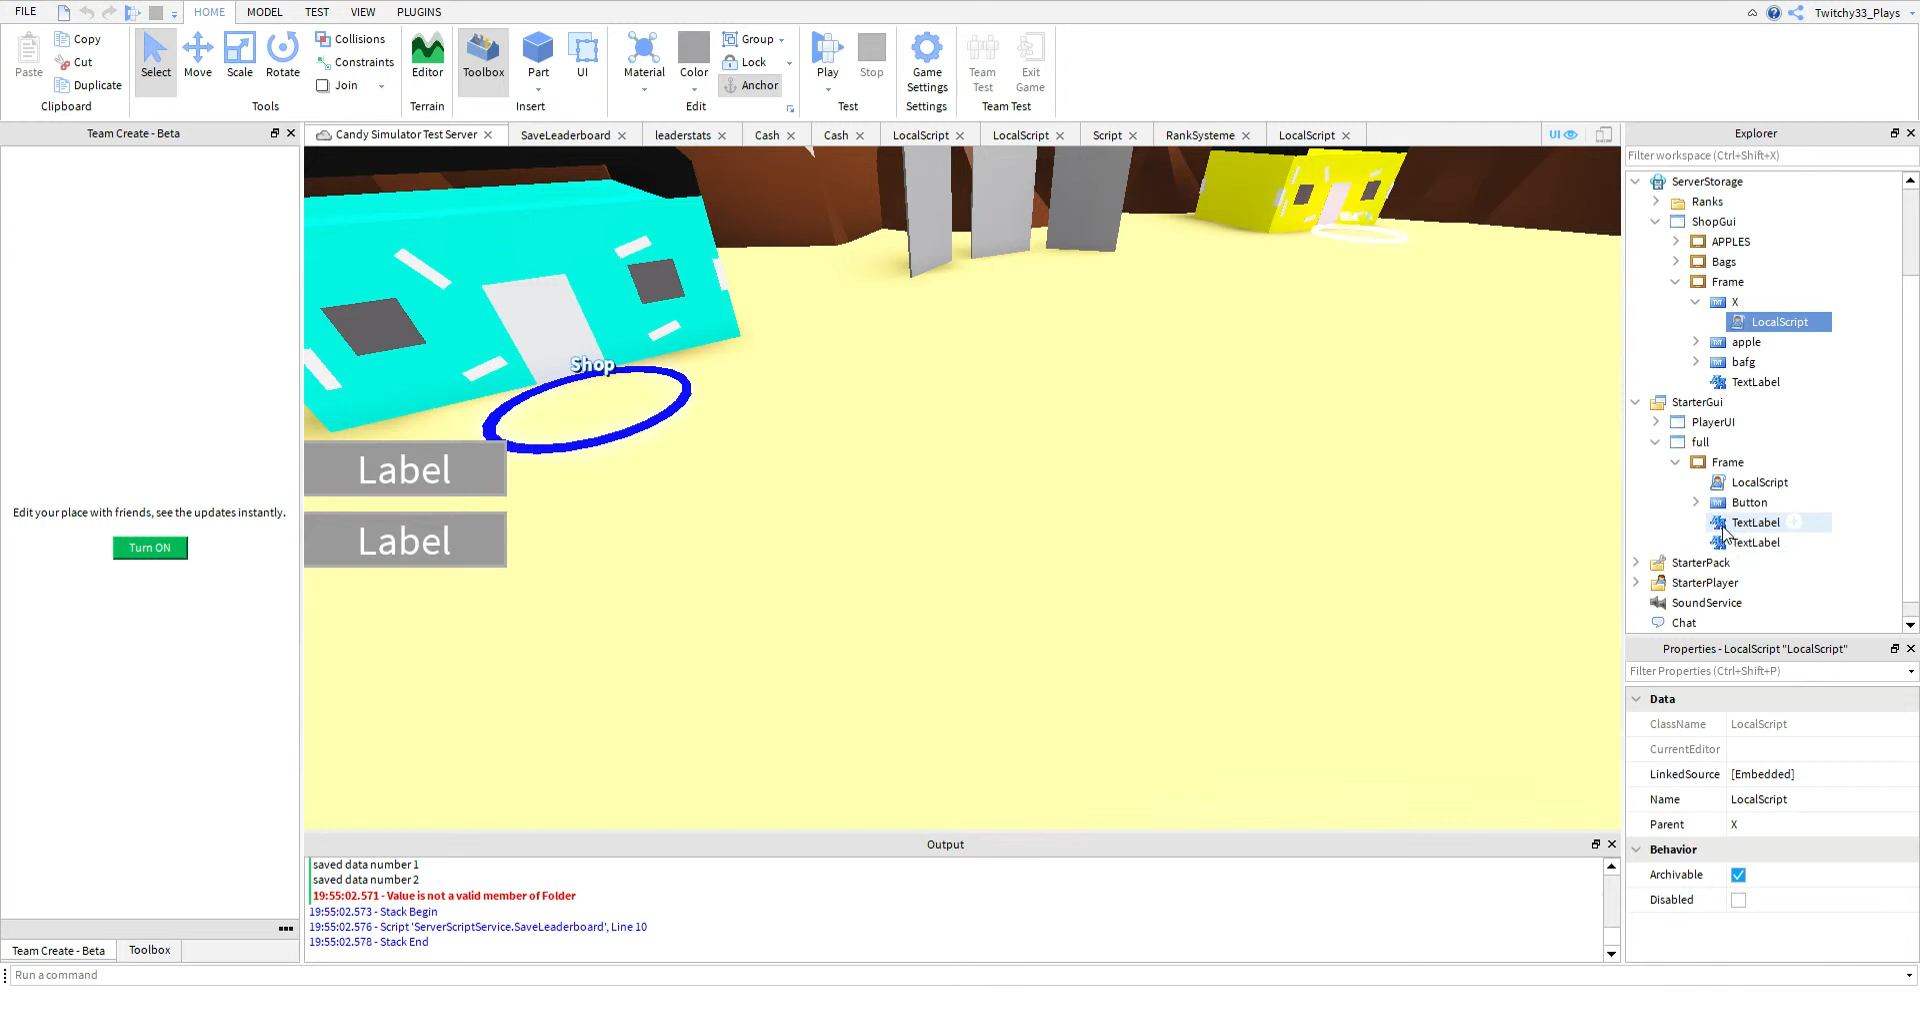 FILE
HOME
MODEL
TEST
VIEW
PLUGINS
Twitchy33_Plays
Paste
Copy
Cut
Duplicate
Clipboard
Select
Move
Scale
Rotate
Collisions
Constraints
Join
Tools
Editor
Terrain
Toolbox
Part
UI
Insert
Material
Color
Group
Lock
Anchor
Edit
Play
Stop
Test
Game Settings
Settings
Team Test
Exit Game
Team Test
Team Create - Beta
Candy Simulator Test Server
SaveLeaderboard
leaderstats
Cash
Cash
LocalScript
LocalScript
Script
RankSysteme
LocalScript
UI
Explorer
Filter workspace (Ctrl+Shift+X)
ServerStorage
Ranks
ShopGui
APPLES
Bags
Frame
X
LocalScript
apple
bafg
TextLabel
StarterGui
PlayerUI
full
Frame
LocalScript
Button
TextLabel
TextLabel
StarterPack
StarterPlayer
SoundService
Chat
Shop
Label
Label
Edit your place with friends, see the updates instantly.
Turn ON
Properties - LocalScript "LocalScript"
Filter Properties (Ctrl+Shift+P)
Data
ClassName LocalScript
CurrentEditor
LinkedSource [Embedded]
Name LocalScript
Parent X
Behavior
Archivable
Disabled
Output
saved data number 1
saved data number 2
19:55:02.571 - Value is not a valid member of Folder
19:55:02.573 - Stack Begin
19:55:02.576 - Script 'ServerScriptService.SaveLeaderboard', Line 10
19:55:02.578 - Stack End
Team Create - Beta
Toolbox
Run a command